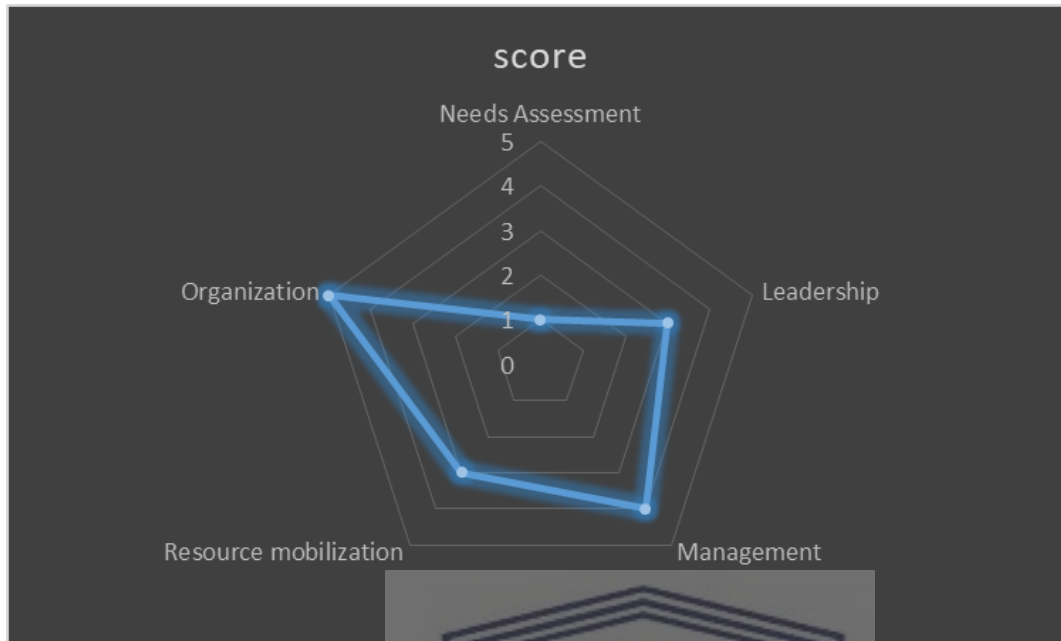 score
Needs Assessment
5
4
3
2
1
0
Organization
Leadership
Resource mobilization
Management